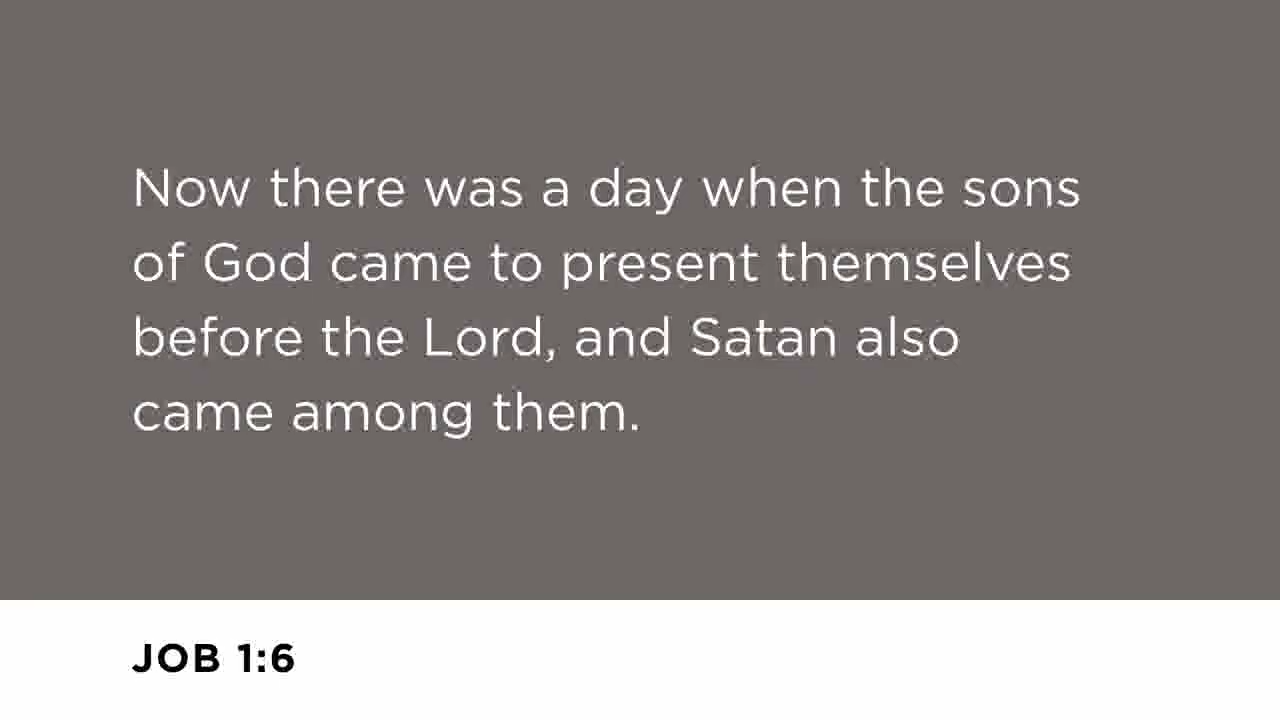 Now there was a day when the sons
of God came to present themselves
before the Lord, and Satan also
came among them.
JOB 1:6